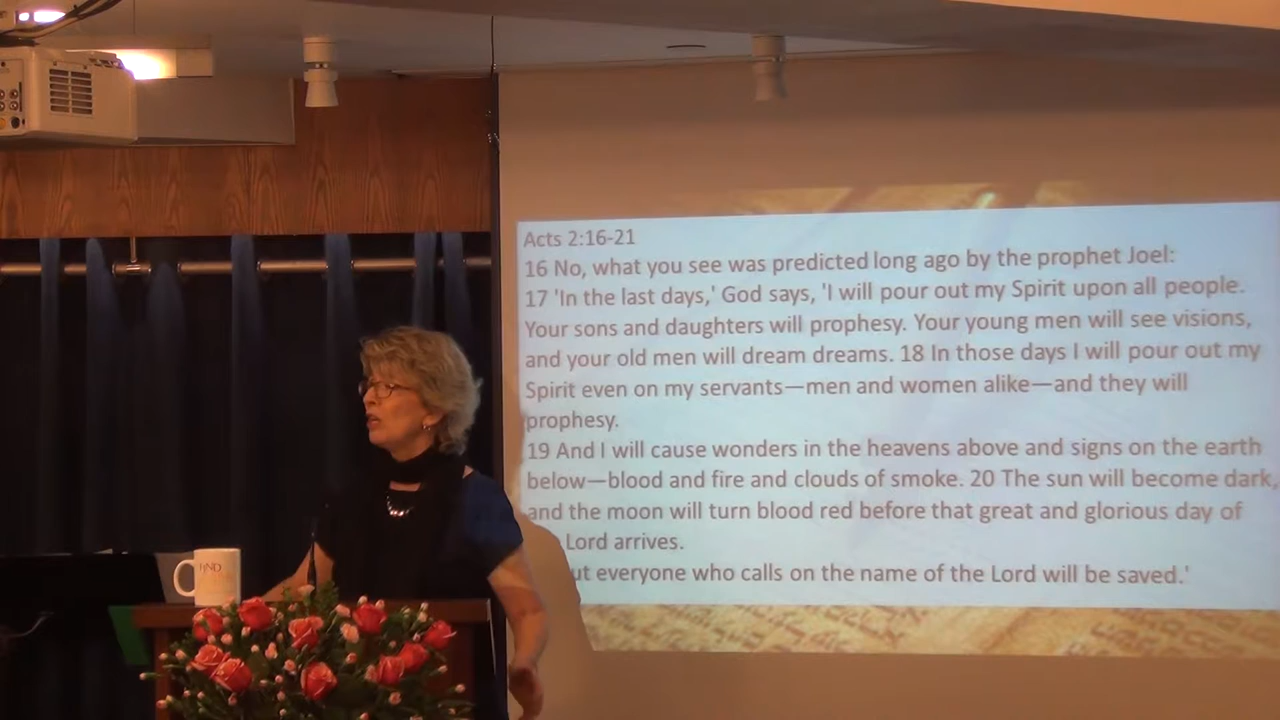 Acts 2:16-21
16 No, what you see was predicted long ago by the prophet Joel:
17 'In the last days,' God says, 'I will pour out my Spirit upon all people.
Your sons and daughters will prophesy. Your young men will see visions,
and your old men will dream dreams. 18 In those days I will pour out my
Spirit even on my servants—men and women alike—and they will
prophesy.
19 And I will cause wonders in the heavens above and signs on the earth
below—blood and fire and clouds of smoke. 20 The sun will become dark,
and the moon will turn blood red before that great and glorious day of
Lord arrives.
ut everyone who calls on the name of the Lord will be saved.'